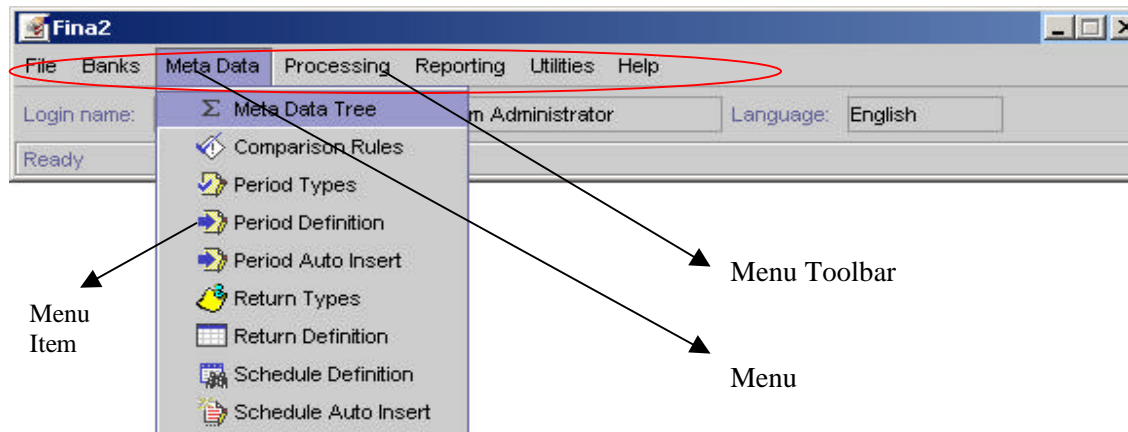 Fina2
File Banks Meta Data Processing Reporting Utilities Help
Login name: m Administrator Language: English
Ready
Meta Data Tree
Comparison Rules
Period Types
Period Definition
Period Auto Insert
Return Types
Return Definition
Schedule Definition
Schedule Auto Insert
Menu
Item
Menu Toolbar
Menu